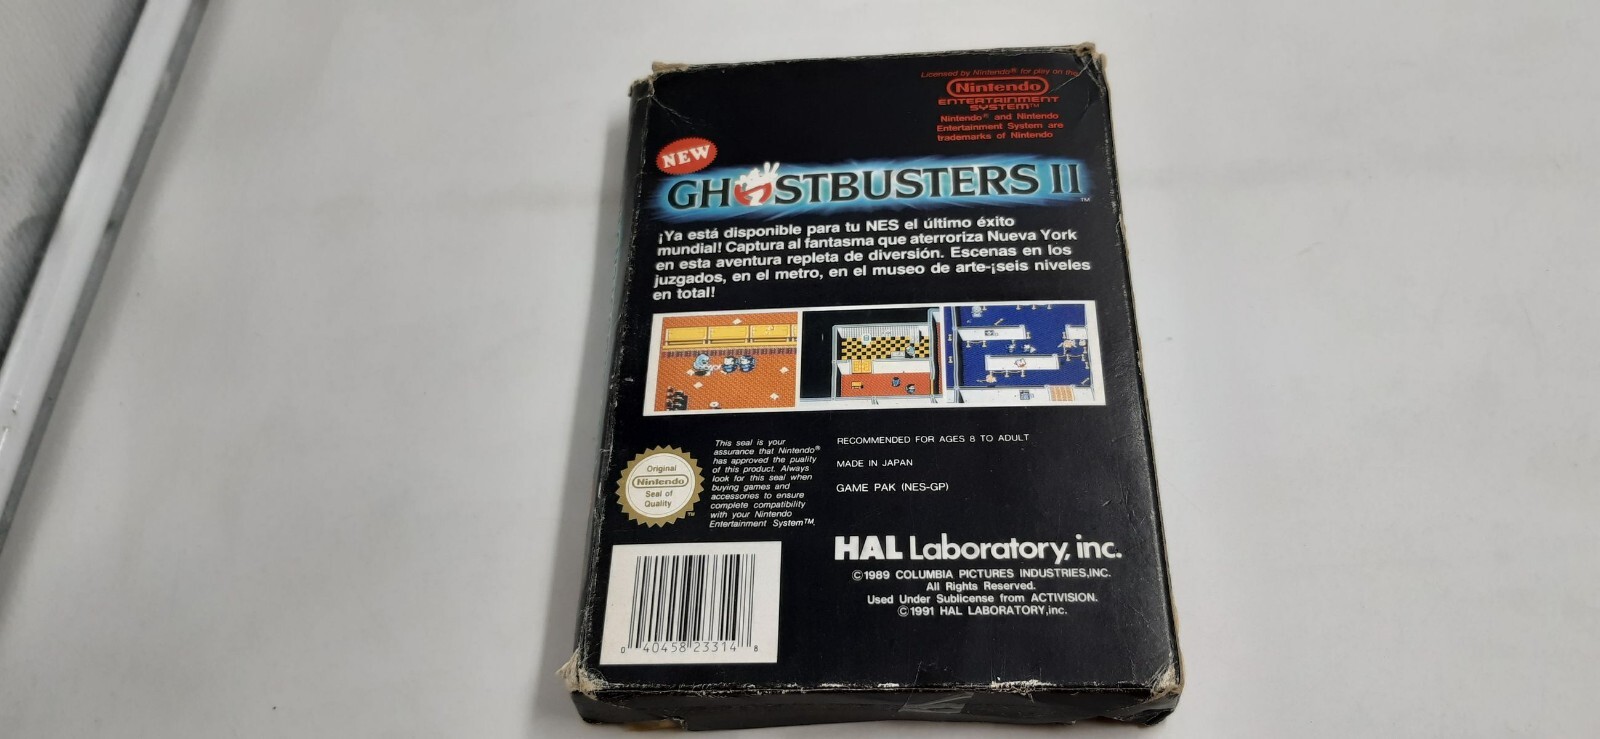 Licensed by Nintendo® for play on the
Nintendo
ENTERTAINMENT
SYSTEM™
Nintendo® and Nintendo
Entertainment System are
trademarks of Nintendo
NEW
GHOSTBUSTERS II
™
¡Ya está disponible para tu NES el último éxito
mundial! Captura al fantasma que aterroriza Nueva York
en esta aventura repleta de diversión. Escenas en los
juzgados, en el metro, en el museo de arte-¡seis niveles
en total!
Original
Nintendo
Seal of
Quality
™
This seal is your
assurance that Nintendo®
has approved the puality
of this product. Always
look for this seal when
buying games and
accessories to ensure
complete compatibility
with your Nintendo
Entertainment System™.
RECOMMENDED FOR AGES 8 TO ADULT
MADE IN JAPAN
GAME PAK (NES-GP)
HAL Laboratory, inc.
©1989 COLUMBIA PICTURES INDUSTRIES,INC.
All Rights Reserved.
Used Under Sublicense from ACTIVISION.
©1991 HAL LABORATORY,inc.
0 40458 23314 8